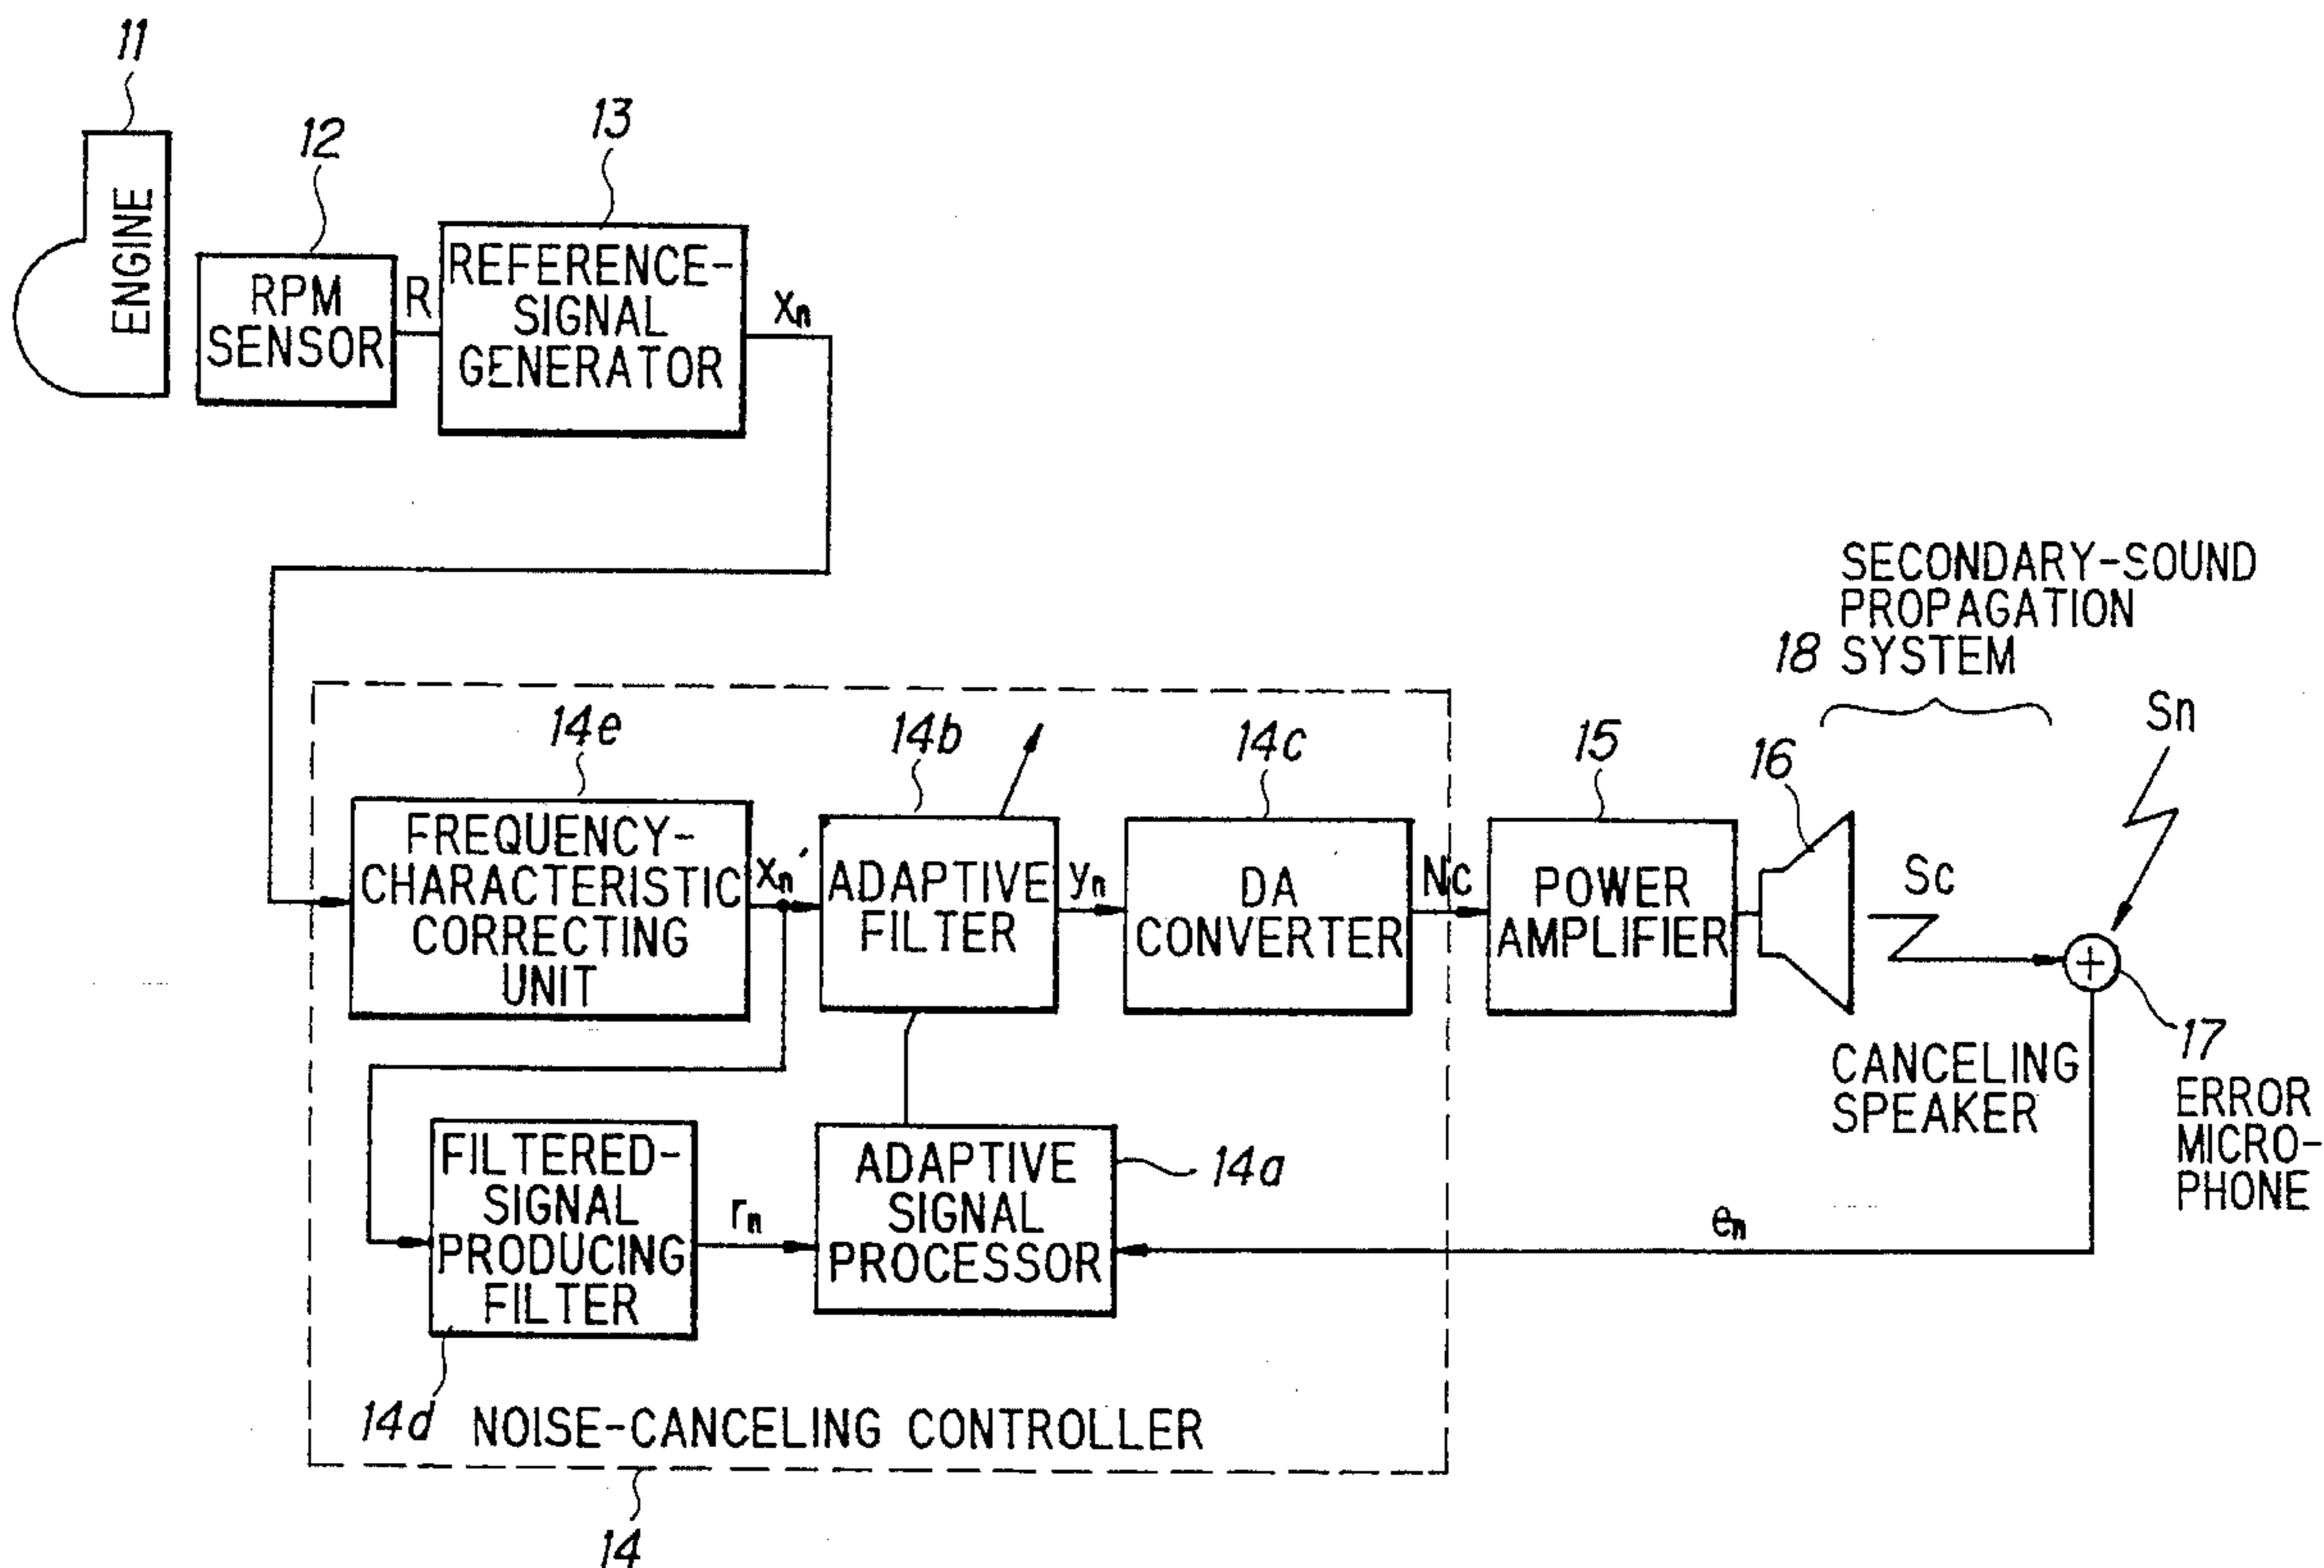 11
ENGINE
12
RPM
SENSOR
R
13
REFERENCE-
SIGNAL
GENERATOR
xn
SECONDARY-SOUND
PROPAGATION
18 SYSTEM
14e
FREQUENCY-
CHARACTERISTIC
CORRECTING
UNIT
xn'
14b
ADAPTIVE
FILTER
yn
14c
DA
CONVERTER
Nc
15
POWER
AMPLIFIER
16
Sc
Sn
CANCELING
SPEAKER
17
ERROR
MICRO-
PHONE
FILTERED-
SIGNAL
PRODUCING
FILTER
14d
rn
ADAPTIVE
SIGNAL
PROCESSOR
14a
en
NOISE-CANCELING CONTROLLER
14